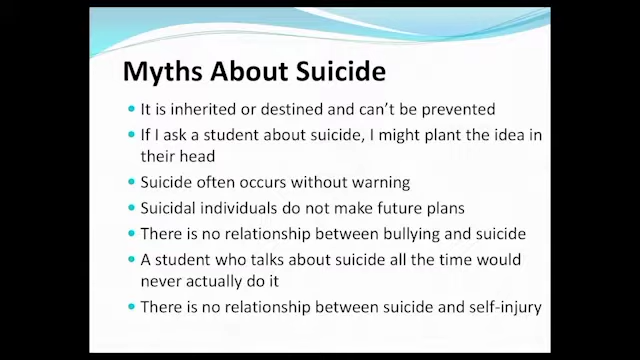 Myths About Suicide
• It is inherited or destined and can't be prevented
• If I ask a student about suicide, I might plant the idea in
their head
• Suicide often occurs without warning
• Suicidal individuals do not make future plans
• There is no relationship between bullying and suicide
• A student who talks about suicide all the time would
never actually do it
• There is no relationship between suicide and self-injury